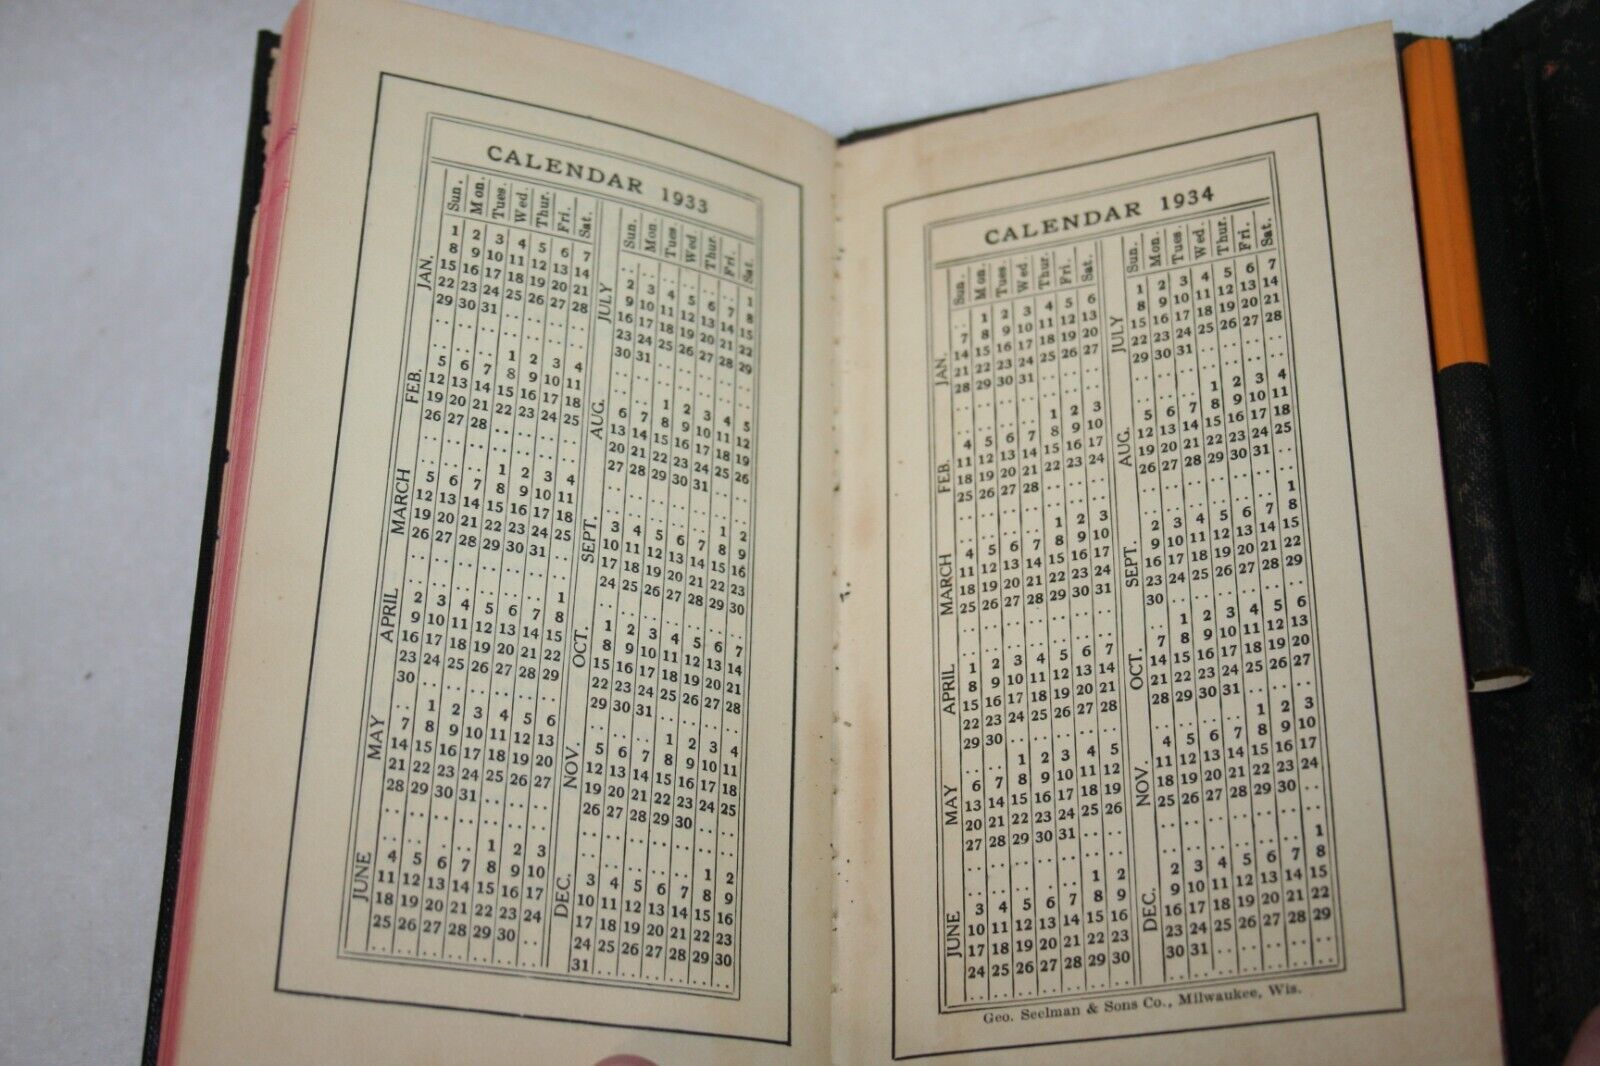 CALENDAR 1933
Sun. Mon. Tues. Wed. Thur. Fri. Sat.
JAN.
1 2 3 4 5 6 7
8 9 10 11 12 13 14
15 16 17 18 19 20 21
22 23 24 25 26 27 28
29 30 31
FEB.
1 2 3 4
5 6 7 8 9 10 11
12 13 14 15 16 17 18
19 20 21 22 23 24 25
26 27 28
MARCH
1 2 3 4
5 6 7 8 9 10 11
12 13 14 15 16 17 18
19 20 21 22 23 24 25
26 27 28 29 30 31
APRIL
1
2 3 4 5 6 7 8
9 10 11 12 13 14 15
16 17 18 19 20 21 22
23 24 25 26 27 28 29
30
MAY
1 2 3 4 5 6
7 8 9 10 11 12 13
14 15 16 17 18 19 20
21 22 23 24 25 26 27
28 29 30 31
JUNE
1 2 3
4 5 6 7 8 9 10
11 12 13 14 15 16 17
18 19 20 21 22 23 24
25 26 27 28 29 30
Sun. Mon. Tues. Wed. Thur. Fri. Sat.
JULY
1
2 3 4 5 6 7 8
9 10 11 12 13 14 15
16 17 18 19 20 21 22
23 24 25 26 27 28 29
30 31
AUG.
1 2 3 4 5
6 7 8 9 10 11 12
13 14 15 16 17 18 19
20 21 22 23 24 25 26
27 28 29 30 31
SEPT.
1 2
3 4 5 6 7 8 9
10 11 12 13 14 15 16
17 18 19 20 21 22 23
24 25 26 27 28 29 30
OCT.
1 2 3 4 5 6 7
8 9 10 11 12 13 14
15 16 17 18 19 20 21
22 23 24 25 26 27 28
29 30 31
NOV.
1 2 3 4
5 6 7 8 9 10 11
12 13 14 15 16 17 18
19 20 21 22 23 24 25
26 27 28 29 30
DEC.
1 2
3 4 5 6 7 8 9
10 11 12 13 14 15 16
17 18 19 20 21 22 23
24 25 26 27 28 29 30
31
CALENDAR 1934
Sun. Mon. Tues. Wed. Thur. Fri. Sat.
JAN.
1 2 3 4 5 6
7 8 9 10 11 12 13
14 15 16 17 18 19 20
21 22 23 24 25 26 27
28 29 30 31
FEB.
1 2 3
4 5 6 7 8 9 10
11 12 13 14 15 16 17
18 19 20 21 22 23 24
25 26 27 28
MARCH
1 2 3
4 5 6 7 8 9 10
11 12 13 14 15 16 17
18 19 20 21 22 23 24
25 26 27 28 29 30 31
APRIL
1 2 3 4 5 6 7
8 9 10 11 12 13 14
15 16 17 18 19 20 21
22 23 24 25 26 27 28
29 30
MAY
1 2 3 4 5
6 7 8 9 10 11 12
13 14 15 16 17 18 19
20 21 22 23 24 25 26
27 28 29 30 31
JUNE
1 2
3 4 5 6 7 8 9
10 11 12 13 14 15 16
17 18 19 20 21 22 23
24 25 26 27 28 29 30
Sun. Mon. Tues. Wed. Thur. Fri. Sat.
JULY
1 2 3 4 5 6 7
8 9 10 11 12 13 14
15 16 17 18 19 20 21
22 23 24 25 26 27 28
29 30 31
AUG.
1 2 3 4
5 6 7 8 9 10 11
12 13 14 15 16 17 18
19 20 21 22 23 24 25
26 27 28 29 30 31
SEPT.
1
2 3 4 5 6 7 8
9 10 11 12 13 14 15
16 17 18 19 20 21 22
23 24 25 26 27 28 29
30
OCT.
1 2 3 4 5 6
7 8 9 10 11 12 13
14 15 16 17 18 19 20
21 22 23 24 25 26 27
28 29 30 31
NOV.
1 2 3
4 5 6 7 8 9 10
11 12 13 14 15 16 17
18 19 20 21 22 23 24
25 26 27 28 29 30
DEC.
1
2 3 4 5 6 7 8
9 10 11 12 13 14 15
16 17 18 19 20 21 22
23 24 25 26 27 28 29
30 31
Geo. Seelman & Sons Co., Milwaukee, Wis.